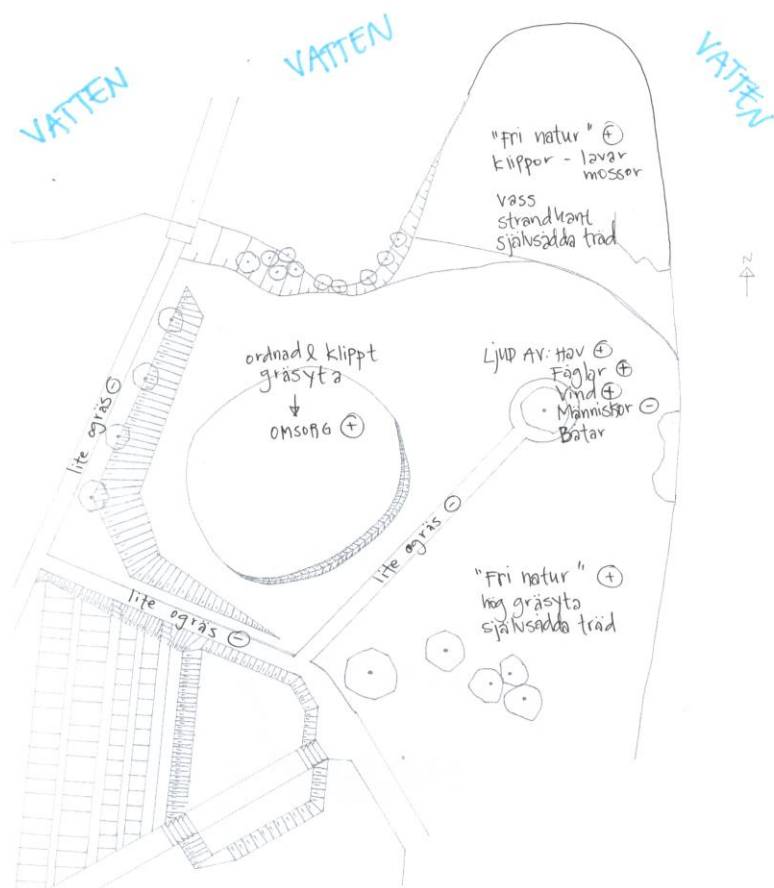 VATTEN
VATTEN
VATTEN
"Fri natur" +
klippor - lavar
mossor
vass
strandkant
självsådda träd
N
ordnad & klippt
gräsyta
OMSORG +
LJUD AV: Hav +
Fåglar +
Vind +
Människor -
Båtar
lite ogräs -
lite ogräs -
lite ogräs -
"Fri natur" +
hög gräsyta
självsådda träd